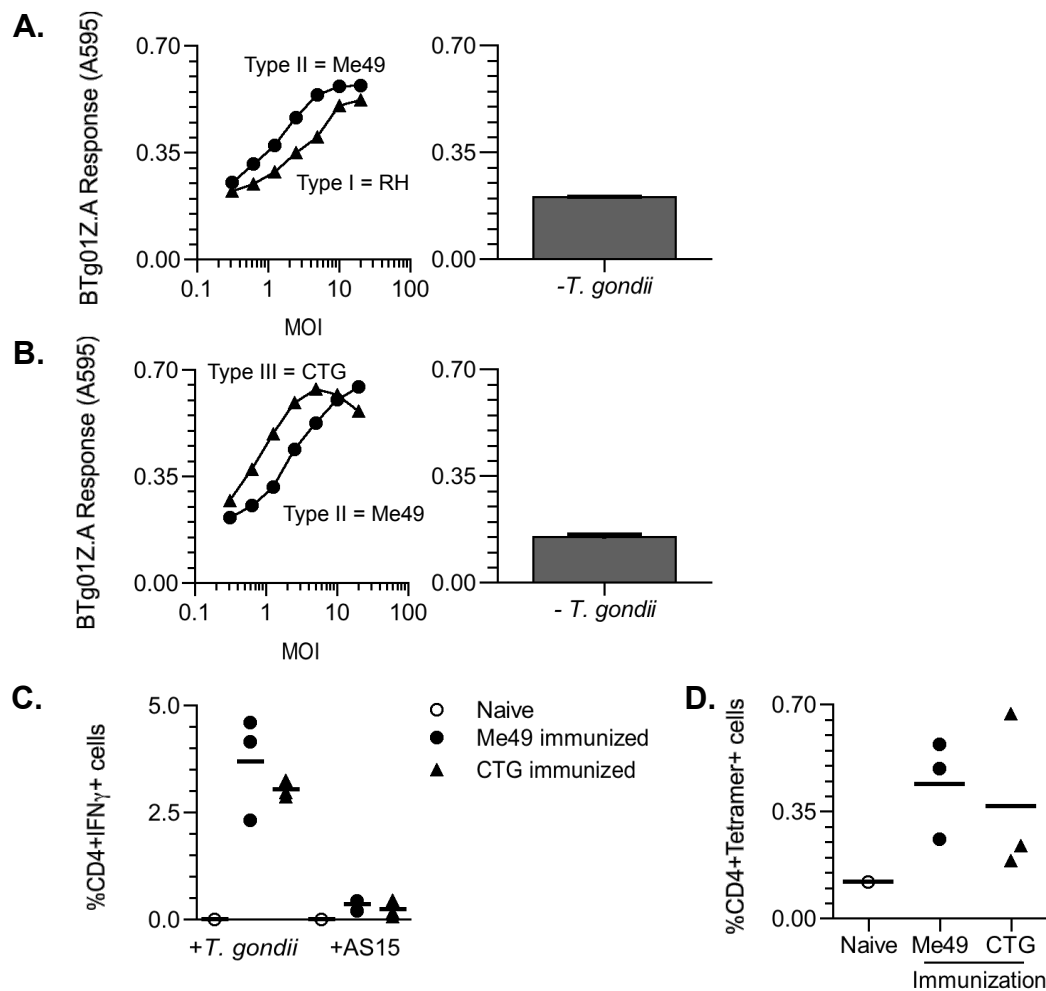 A.
BTg01Z.A Response (A595)
0.70
0.35
0.00
Type II = Me49
Type I = RH
0.1 1 10 100
MOI
0.70
0.35
0.00
-T. gondii
B.
BTg01Z.A Response (A595)
0.70
0.35
0.00
Type III = CTG
Type II = Me49
0.1 1 10 100
MOI
0.70
0.35
0.00
- T. gondii
C.
%CD4+IFNγ+ cells
5.0
2.5
0.0
+T. gondii +AS15
Naive
Me49 immunized
CTG immunized
D.
%CD4+Tetramer+ cells
0.70
0.35
0.00
Naive Me49 CTG
Immunization